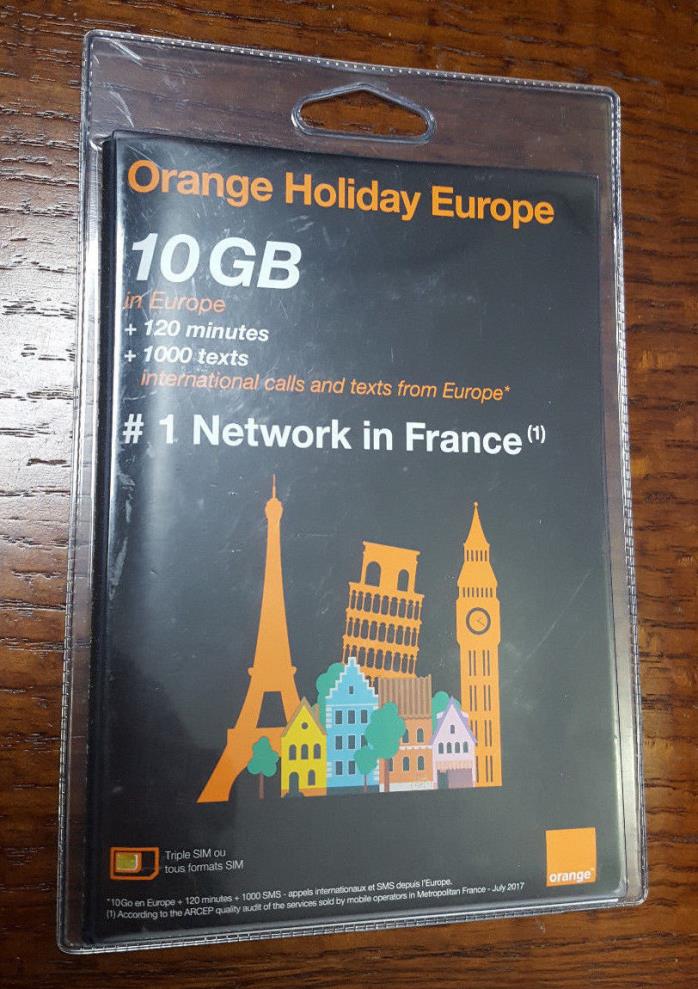 Orange Holiday Europe
10 GB
in Europe
+ 120 minutes
+ 1000 texts
international calls and texts from Europe*
# 1 Network in France (1)
Triple SIM ou
tous formats SIM
orange™
*10Go en Europe + 120 minutes + 1000 SMS - appels internationaux et SMS depuis l'Europe.
(1) According to the ARCEP quality audit of the services sold by mobile operators in Metropolitan France - July 2017